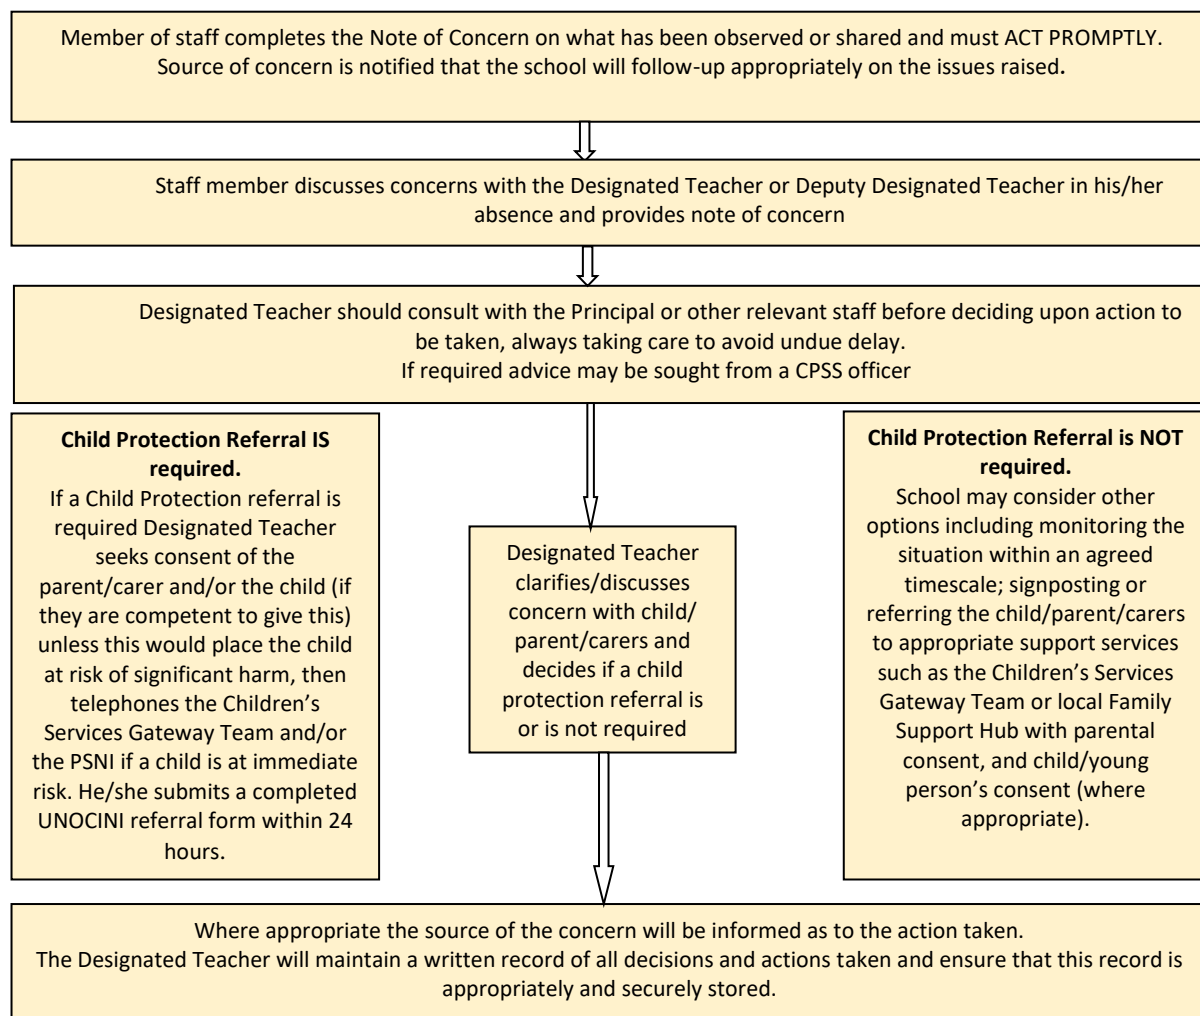 Member of staff completes the Note of Concern on what has been observed or shared and must ACT PROMPTLY.
Source of concern is notified that the school will follow-up appropriately on the issues raised.
Staff member discusses concerns with the Designated Teacher or Deputy Designated Teacher in his/her
absence and provides note of concern
Designated Teacher should consult with the Principal or other relevant staff before deciding upon action to
be taken, always taking care to avoid undue delay.
If required advice may be sought from a CPSS officer
Child Protection Referral IS
required.
If a Child Protection referral is
required Designated Teacher
seeks consent of the
parent/carer and/or the child (if
they are competent to give this)
unless this would place the child
at risk of significant harm, then
telephones the Children’s
Services Gateway Team and/or
the PSNI if a child is at immediate
risk. He/she submits a completed
UNOCINI referral form within 24
hours.
Designated Teacher
clarifies/discusses
concern with child/
parent/carers and
decides if a child
protection referral is
or is not required
Child Protection Referral is NOT
required.
School may consider other
options including monitoring the
situation within an agreed
timescale; signposting or
referring the child/parent/carers
to appropriate support services
such as the Children’s Services
Gateway Team or local Family
Support Hub with parental
consent, and child/young
person’s consent (where
appropriate).
Where appropriate the source of the concern will be informed as to the action taken.
The Designated Teacher will maintain a written record of all decisions and actions taken and ensure that this record is
appropriately and securely stored.